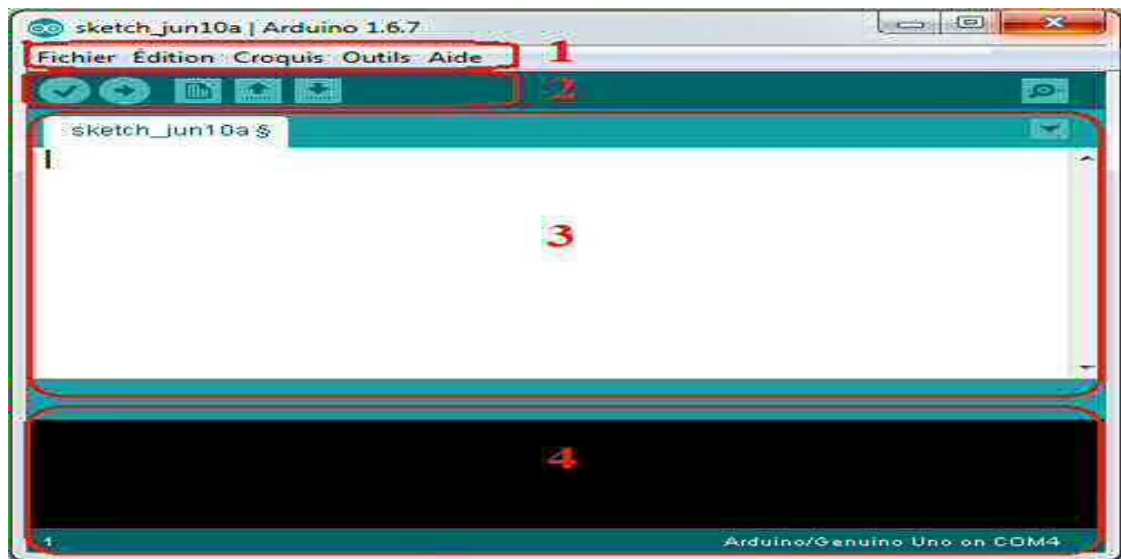 sketch_jun10a | Arduino 1.6.7
Fichier Édition Croquis Outils Aide 1
2
sketch_jun10a §
3
4
1 Arduino/Genuino Uno on COM4